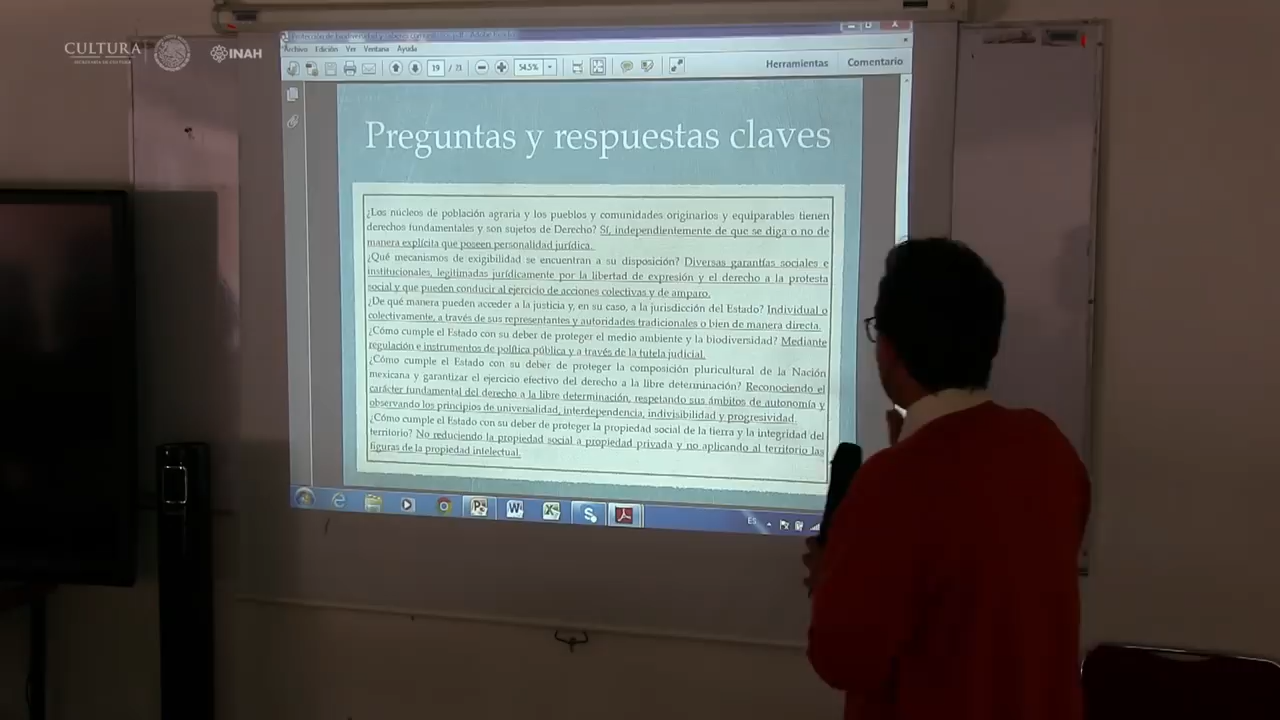 CULTURA
SECRETARÍA DE CULTURA
INAH
Archivo Edición Ver Ventana Ayuda
19 / 21
54.5%
Herramientas
Comentario
Preguntas y respuestas claves
¿Los núcleos de población agraria y los pueblos y comunidades originarios y equiparables tienen
derechos fundamentales y son sujetos de Derecho? Sí, independientemente de que se diga o no de
manera explícita que poseen personalidad jurídica.
¿Qué mecanismos de exigibilidad se encuentran a su disposición? Diversas garantías sociales e
institucionales, legitimadas jurídicamente por la libertad de expresión y el derecho a la protesta
social y que pueden conducir al ejercicio de acciones colectivas y de amparo.
¿De qué manera pueden acceder a la justicia y, en su caso, a la jurisdicción del Estado? Individual o
colectivamente, a través de sus representantes y autoridades tradicionales o bien de manera directa.
¿Cómo cumple el Estado con su deber de proteger el medio ambiente y la biodiversidad? Mediante
regulación e instrumentos de política pública y a través de la tutela judicial.
¿Cómo cumple el Estado con su deber de proteger la composición pluricultural de la Nación
mexicana y garantizar el ejercicio efectivo del derecho a la libre determinación? Reconociendo el
carácter fundamental del derecho a la libre determinación, respetando sus ámbitos de autonomía y
observando los principios de universalidad, interdependencia, indivisibilidad y progresividad.
¿Cómo cumple el Estado con su deber de proteger la propiedad social de la tierra y la integridad del
territorio? No reduciendo la propiedad social a propiedad privada y no aplicando al territorio las
figuras de la propiedad intelectual.
ES